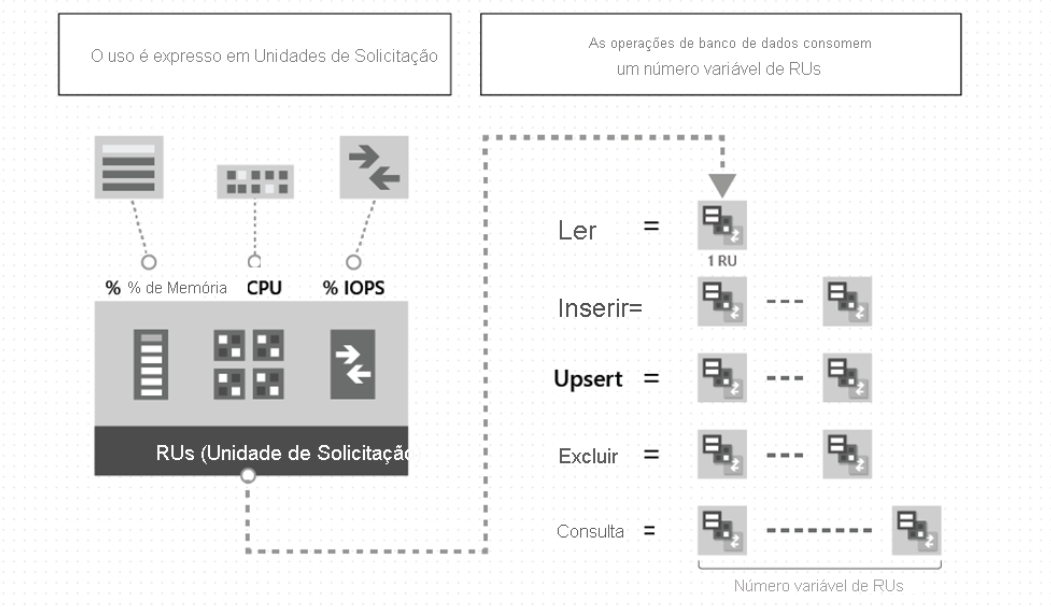 O uso é expresso em Unidades de Solicitação
As operações de banco de dados consomem
um número variável de RUs
% % de Memória CPU % IOPS
RUs (Unidade de Solicitação
Ler =
1 RU
Inserir=
Upsert =
Excluir =
Consulta =
Número variável de RUs